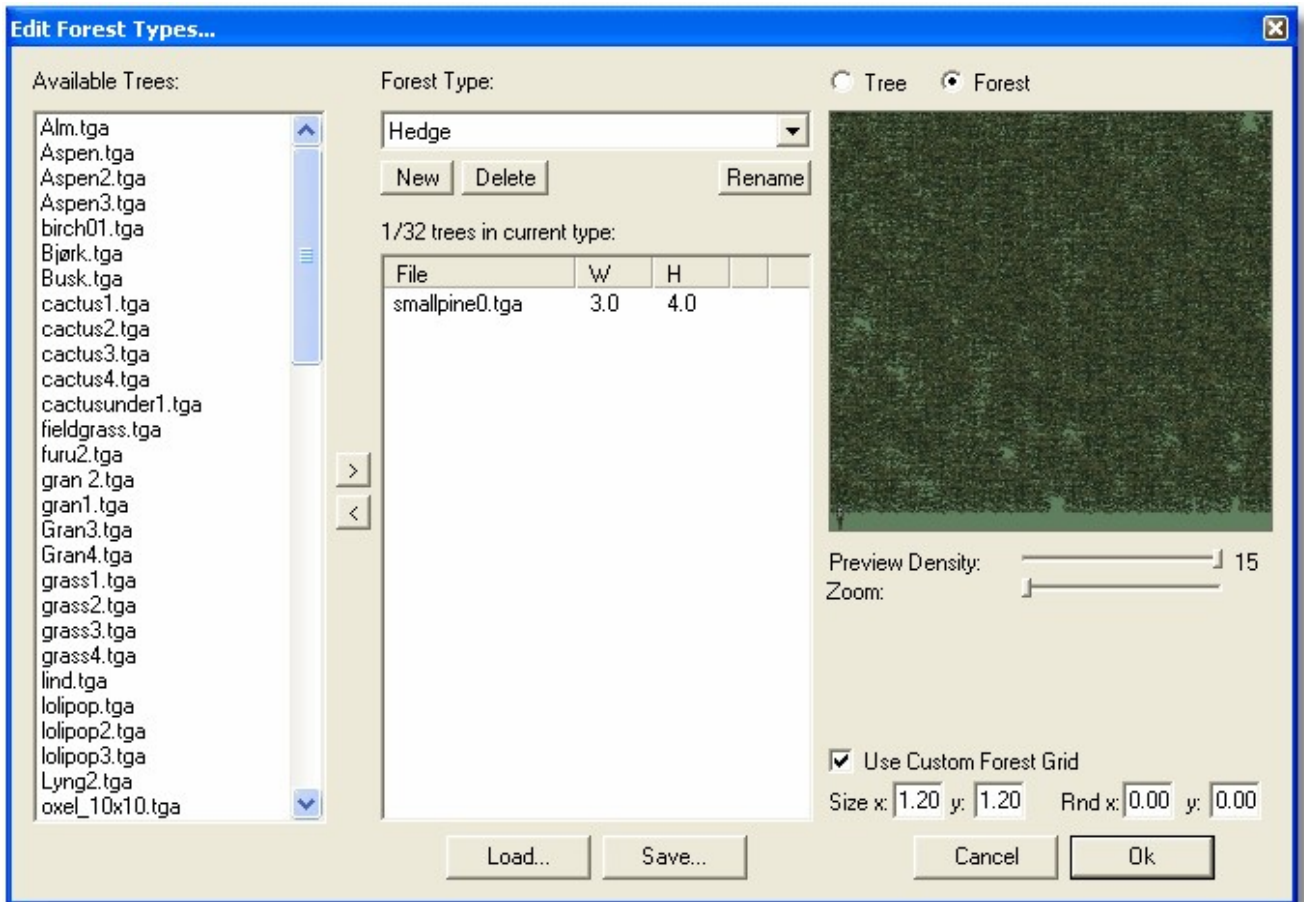 Edit Forest Types...
Available Trees:
Alm.tga
Aspen.tga
Aspen2.tga
Aspen3.tga
birch01.tga
Bjørk.tga
Busk.tga
cactus1.tga
cactus2.tga
cactus3.tga
cactus4.tga
cactusunder1.tga
fieldgrass.tga
furu2.tga
gran 2.tga
gran1.tga
Gran3.tga
Gran4.tga
grass1.tga
grass2.tga
grass3.tga
grass4.tga
lind.tga
lolipop.tga
lolipop2.tga
lolipop3.tga
Lyng2.tga
oxel_10x10.tga
>
<
Forest Type:
Hedge
New Delete Rename
1/32 trees in current type:
File W H
smallpine0.tga 3.0 4.0
Load... Save...
Tree Forest
Preview Density: 15
Zoom:
Use Custom Forest Grid
Size x: 1.20 y: 1.20 Rnd x: 0.00 y: 0.00
Cancel Ok